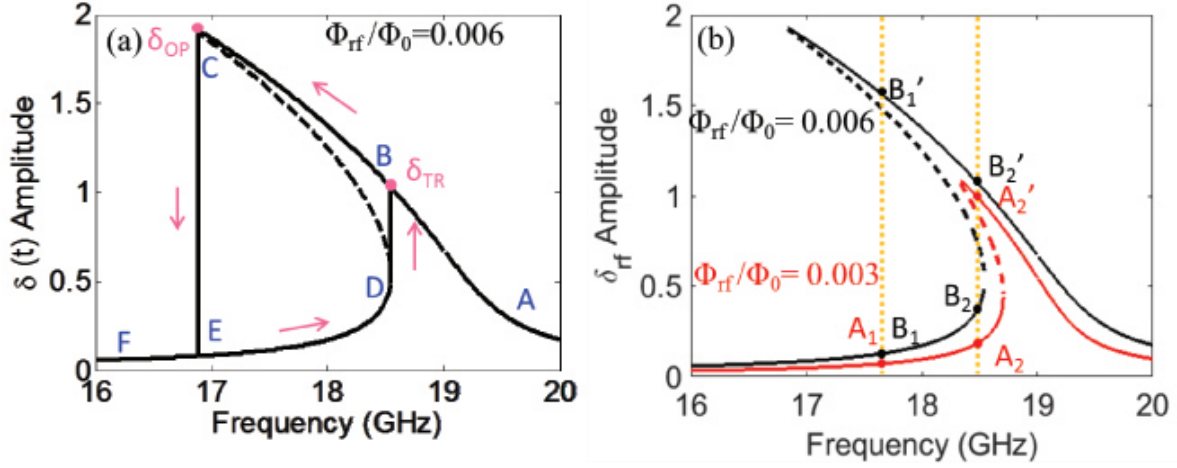 (a)
Φrf/Φ0=0.006
δOP
C
B
δTR
D
A
E
F
δ (t) Amplitude
2
1.5
1
0.5
0
16
17
18
19
20
Frequency (GHz)
(b)
B1′
Φrf/Φ0= 0.006
B2′
A2′
Φrf/Φ0= 0.003
B2
A1
B1
A2
δrf Amplitude
2
1.5
1
0.5
0
16
17
18
19
20
Frequency (GHz)